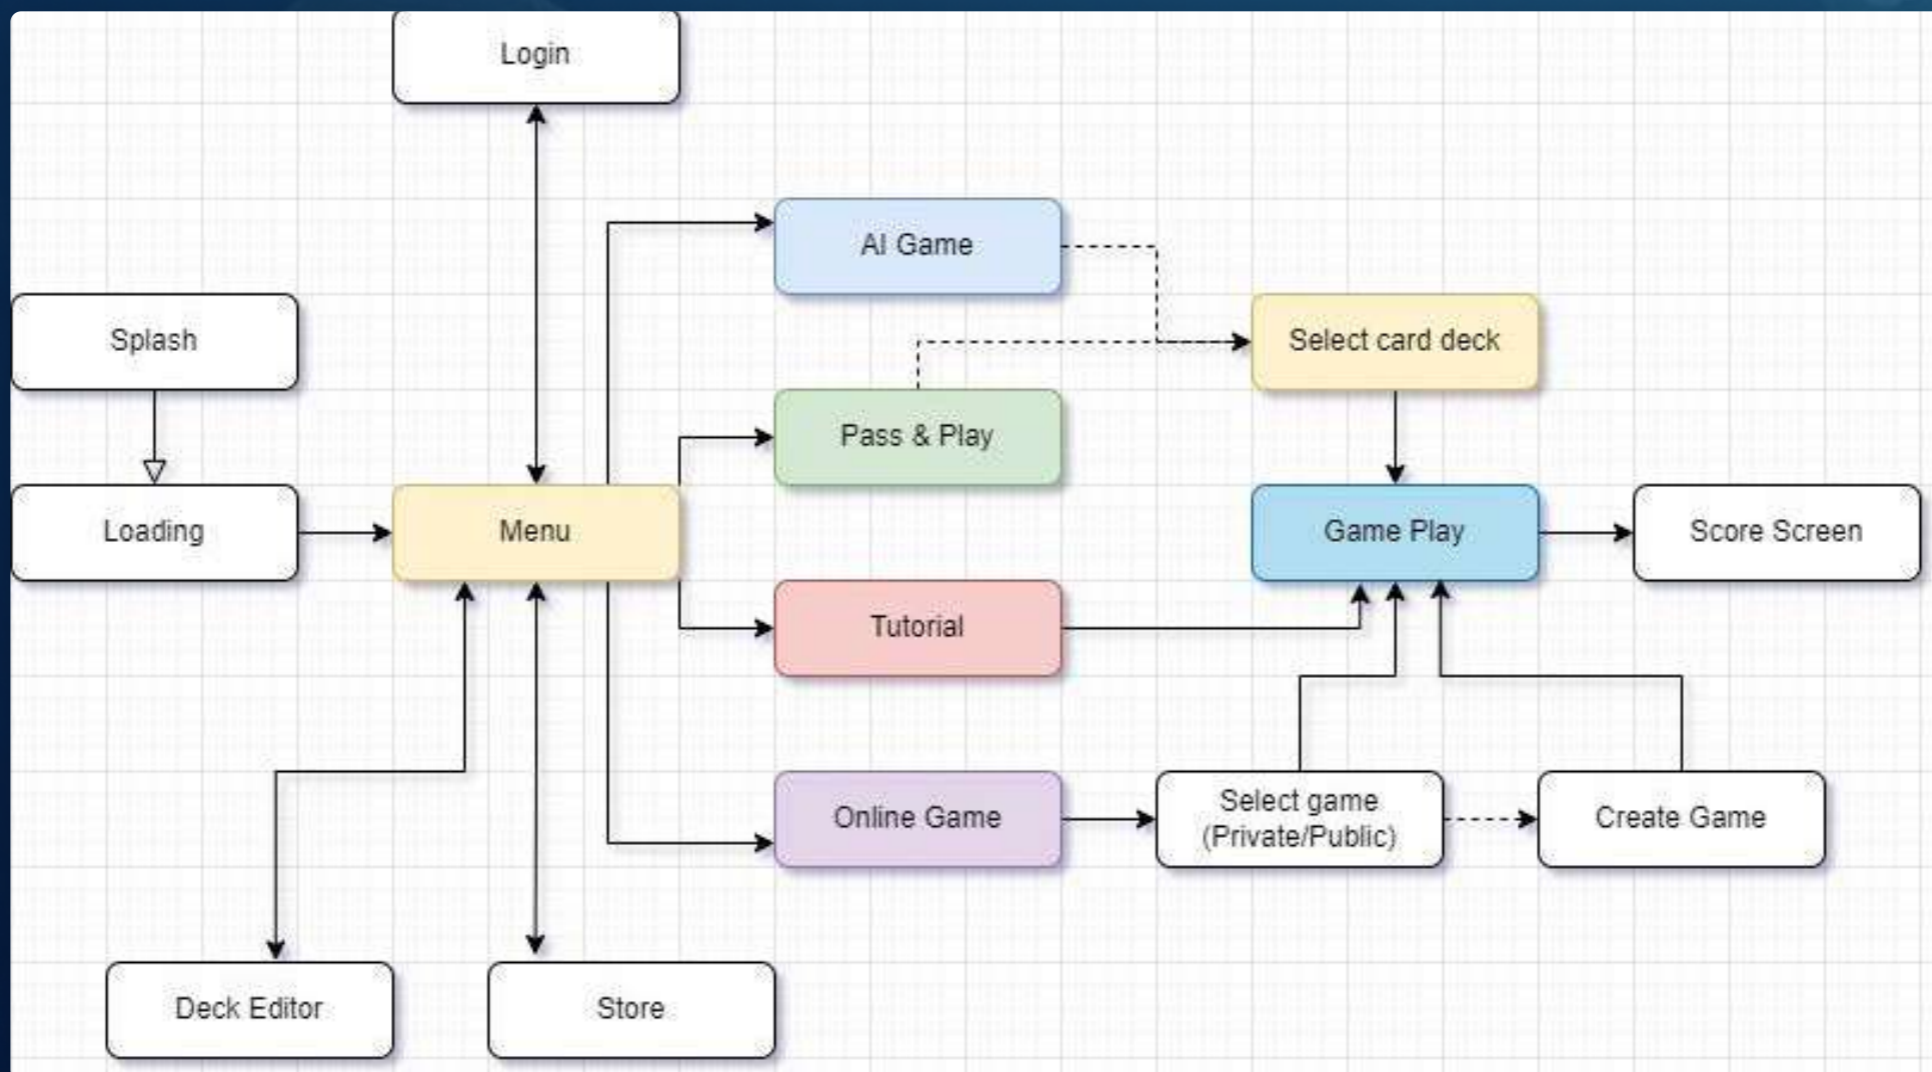 Login
AI Game
Splash
Select card deck
Pass & Play
Loading
Menu
Game Play
Score Screen
Tutorial
Online Game
Select game
(Private/Public)
Create Game
Deck Editor
Store